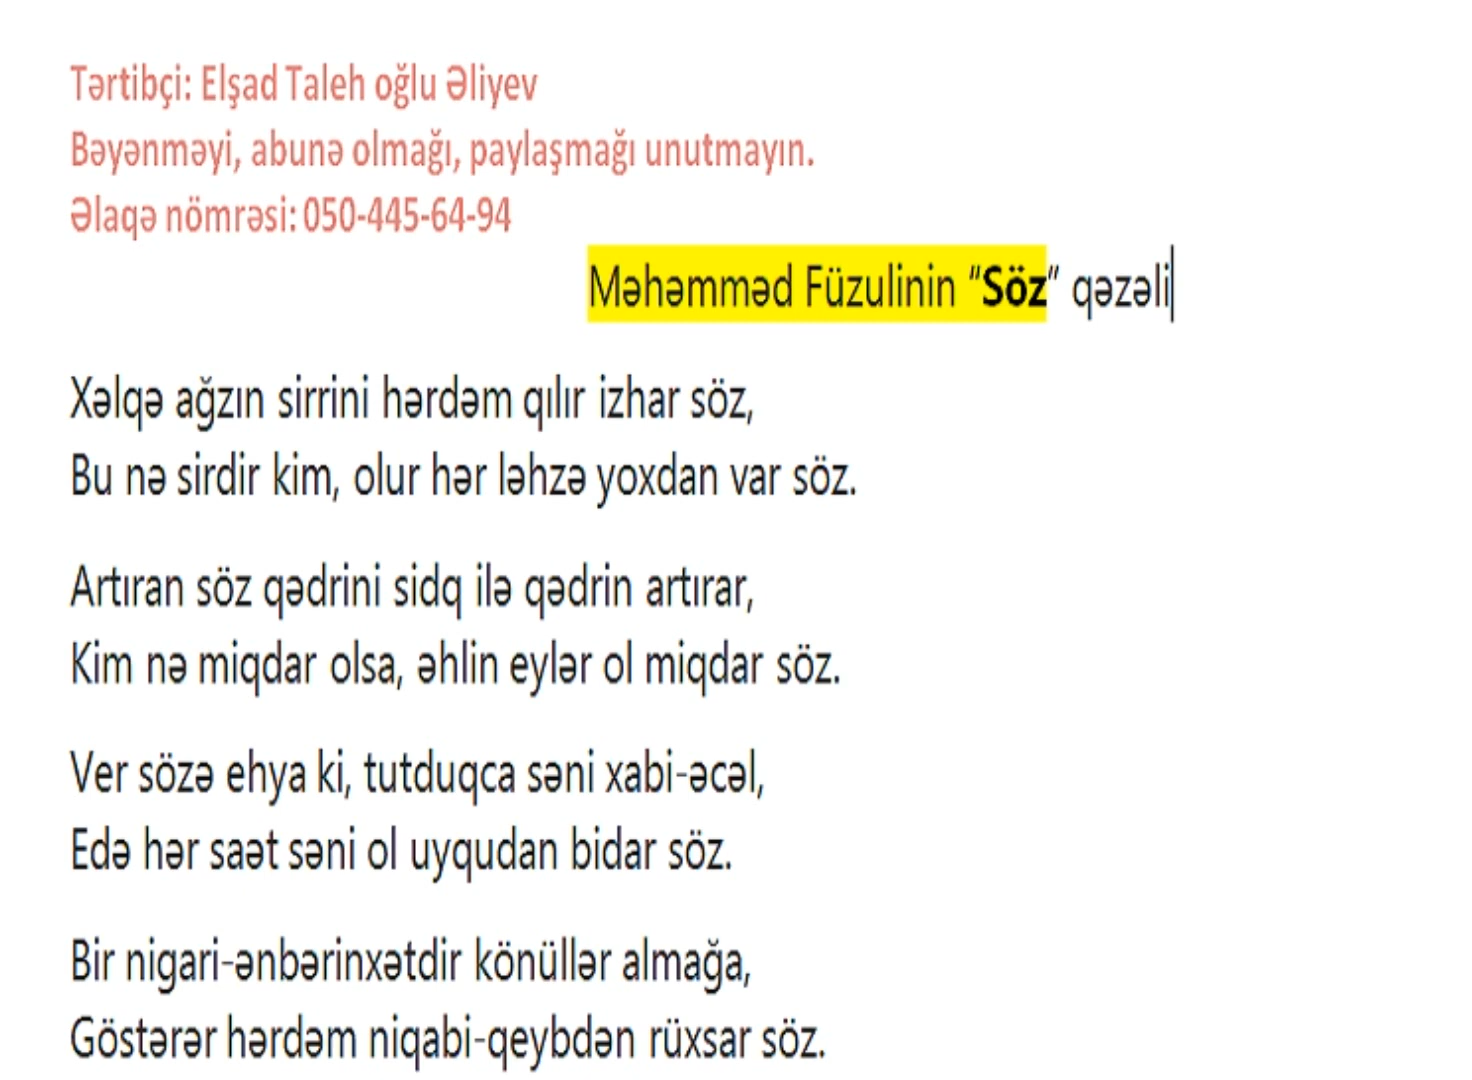 Tərtibçi: Elşad Taleh oğlu Əliyev
Bəyənməyi, abunə olmağı, paylaşmağı unutmayın.
Əlaqə nömrəsi: 050-445-64-94
Məhəmməd Füzulinin “Söz” qəzəli
Xəlqə ağzın sirrini hərdəm qılır izhar söz,
Bu nə sirdir kim, olur hər ləhzə yoxdan var söz.
Artıran söz qədrini sidq ilə qədrin artırar,
Kim nə miqdar olsa, əhlin eylər ol miqdar söz.
Ver sözə ehya ki, tutduqca səni xabi-əcəl,
Edə hər saət səni ol uyqudan bidar söz.
Bir nigari-ənbərinxətdir könüllər almağa,
Göstərər hərdəm niqabi-qeybdən rüxsar söz.